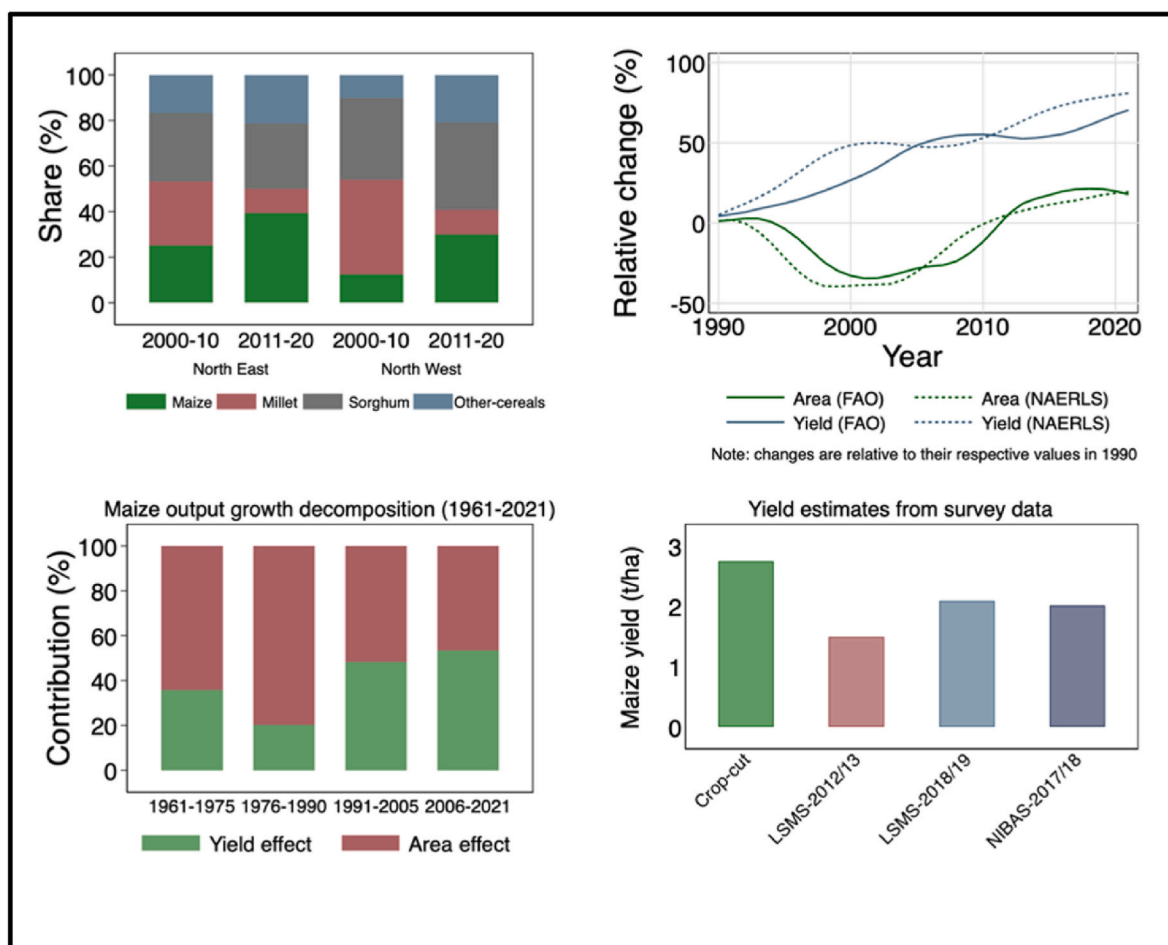 Share (%)
100
80
60
40
20
0
2000-10 2011-20 2000-10 2011-20
North East North West
Maize Millet Sorghum Other-cereals
Relative change (%)
100
50
0
-50
1990 2000 2010 2020
Year
Area (FAO) Area (NAERLS)
Yield (FAO) Yield (NAERLS)
Note: changes are relative to their respective values in 1990
Maize output growth decomposition (1961-2021)
Contribution (%)
100
80
60
40
20
0
1961-1975 1976-1990 1991-2005 2006-2021
Yield effect Area effect
Yield estimates from survey data
Maize yield (t/ha)
3
2
1
0
Crop-cut
LSMS-2012/13
LSMS-2018/19
NIBAS-2017/18